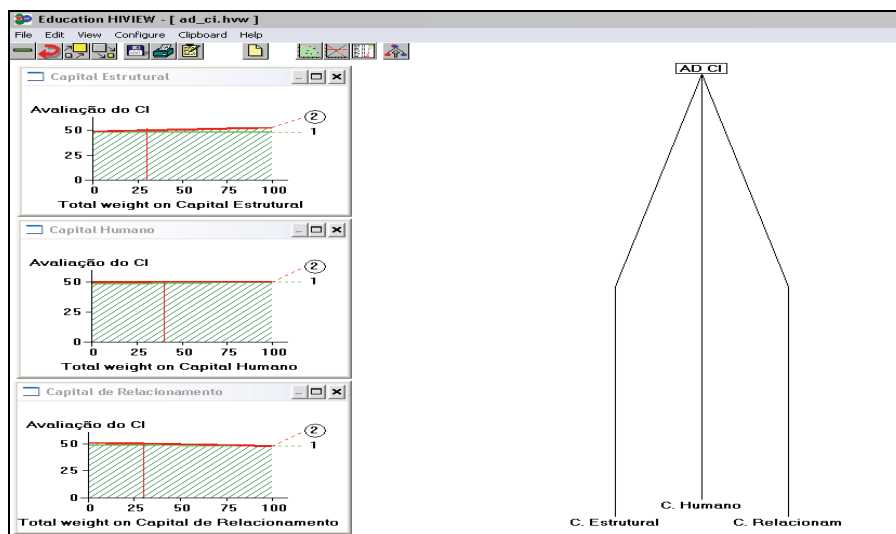 Education HIVIEW - [ ad_ci.hvw ]
File Edit View Configure Clipboard Help
Capital Estrutural
Avaliação do CI
50
25
0
0 25 50 75 100
2
1
Total weight on Capital Estrutural
Capital Humano
Avaliação do CI
50
25
0
0 25 50 75 100
2
1
Total weight on Capital Humano
Capital de Relacionamento
Avaliação do CI
50
25
0
0 25 50 75 100
2
1
Total weight on Capital de Relacionamento
AD CI
C. Humano
C. Estrutural C. Relacionam